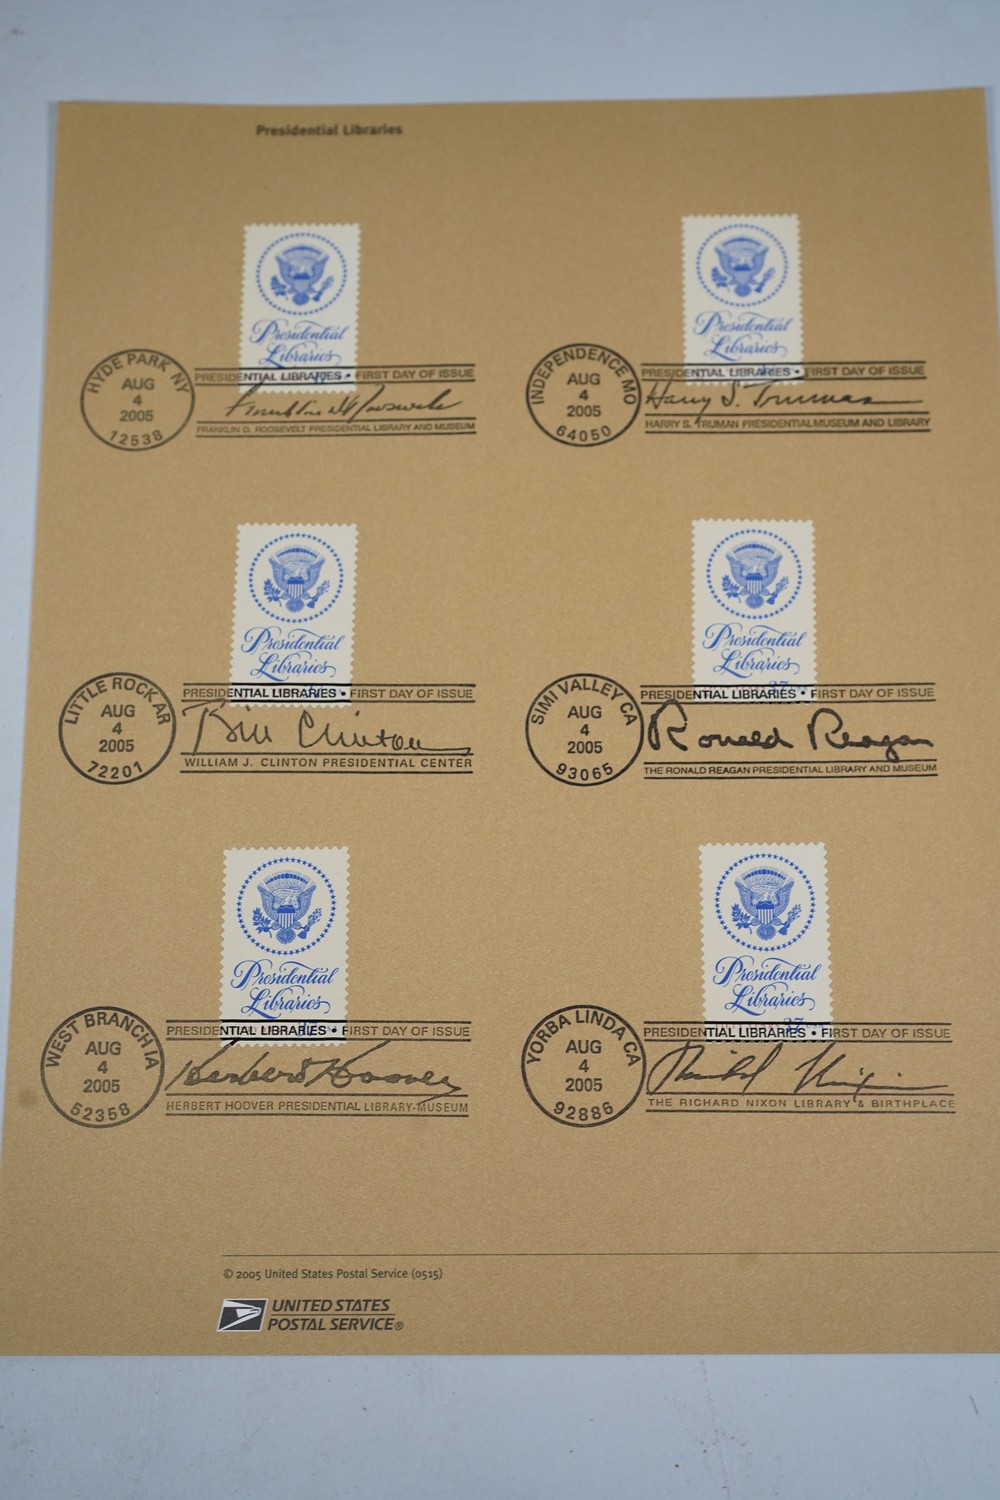 Presidential Libraries
Presidential
Libraries
HYDE PARK NY
AUG
4
2005
12538
PRESIDENTIAL LIBRARIES • FIRST DAY OF ISSUE
Franklin D Roosevelt
FRANKLIN D. ROOSEVELT PRESIDENTIAL LIBRARY AND MUSEUM
Presidential
Libraries
INDEPENDENCE MO
AUG
4
2005
64050
PRESIDENTIAL LIBRARIES • FIRST DAY OF ISSUE
Harry S. Truman
HARRY S. TRUMAN PRESIDENTIAL MUSEUM AND LIBRARY
Presidential
Libraries
LITTLE ROCK AR
AUG
4
2005
72201
PRESIDENTIAL LIBRARIES • FIRST DAY OF ISSUE
Bill Clinton
WILLIAM J. CLINTON PRESIDENTIAL CENTER
Presidential
Libraries
37
SIMI VALLEY CA
AUG
4
2005
93065
PRESIDENTIAL LIBRARIES • FIRST DAY OF ISSUE
Ronald Reagan
THE RONALD REAGAN PRESIDENTIAL LIBRARY AND MUSEUM
Presidential
Libraries
WEST BRANCH IA
AUG
4
2005
52358
PRESIDENTIAL LIBRARIES • FIRST DAY OF ISSUE
Herbert Hoover
HERBERT HOOVER PRESIDENTIAL LIBRARY-MUSEUM
Presidential
Libraries
37
YORBA LINDA CA
AUG
4
2005
92886
PRESIDENTIAL LIBRARIES • FIRST DAY OF ISSUE
Richard Nixon
THE RICHARD NIXON LIBRARY & BIRTHPLACE
© 2005 United States Postal Service (0515)
UNITED STATES
POSTAL SERVICE®